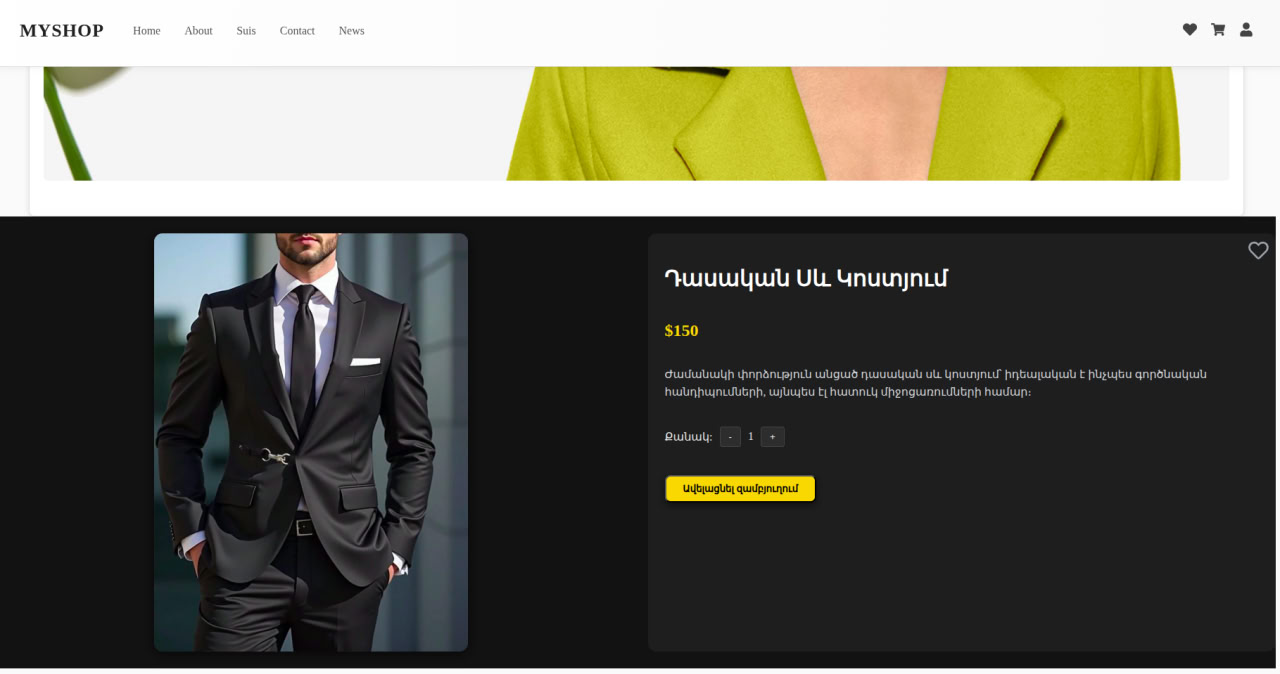 MYSHOP Home About Suis Contact News
Դասական Սև Կոստյում
$150
Ժամանակի փորձություն անցած դասական սև կոստյում՝ իդեալական է ինչպես գործնական
հանդիպումների, այնպես էլ հատուկ միջոցառումների համար։
Քանակ: - 1 +
Ավելացնել զամբյուղում